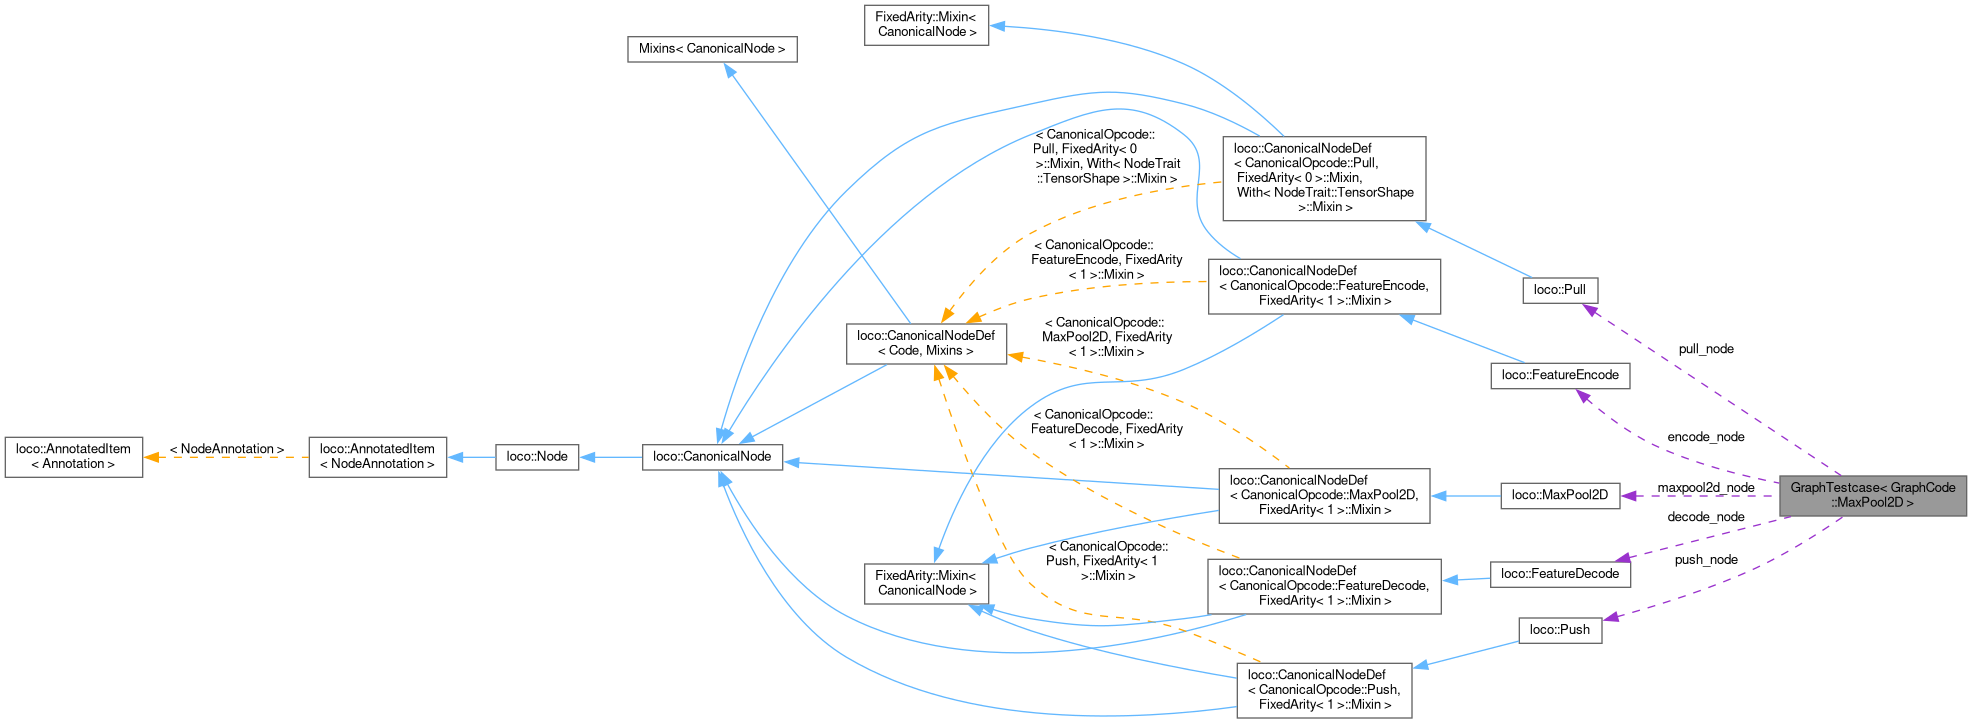 FixedArity::Mixin<
CanonicalNode >
Mixins< CanonicalNode >
< CanonicalOpcode::
Pull, FixedArity< 0
>::Mixin, With< NodeTrait
::TensorShape >::Mixin >
loco::CanonicalNodeDef
< CanonicalOpcode::Pull,
FixedArity< 0 >::Mixin,
With< NodeTrait::TensorShape
>::Mixin >
< CanonicalOpcode::
FeatureEncode, FixedArity
< 1 >::Mixin >
loco::CanonicalNodeDef
< CanonicalOpcode::FeatureEncode,
FixedArity< 1 >::Mixin >
loco::Pull
pull_node
loco::CanonicalNodeDef
< Code, Mixins >
< CanonicalOpcode::
MaxPool2D, FixedArity
< 1 >::Mixin >
loco::FeatureEncode
encode_node
< CanonicalOpcode::
FeatureDecode, FixedArity
< 1 >::Mixin >
loco::AnnotatedItem
< Annotation >
< NodeAnnotation >
loco::AnnotatedItem
< NodeAnnotation >
loco::Node
loco::CanonicalNode
loco::CanonicalNodeDef
< CanonicalOpcode::MaxPool2D,
FixedArity< 1 >::Mixin >
loco::MaxPool2D
maxpool2d_node
GraphTestcase< GraphCode
::MaxPool2D >
decode_node
< CanonicalOpcode::
Push, FixedArity< 1
>::Mixin >
FixedArity::Mixin<
CanonicalNode >
loco::CanonicalNodeDef
< CanonicalOpcode::FeatureDecode,
FixedArity< 1 >::Mixin >
loco::FeatureDecode
push_node
loco::Push
loco::CanonicalNodeDef
< CanonicalOpcode::Push,
FixedArity< 1 >::Mixin >